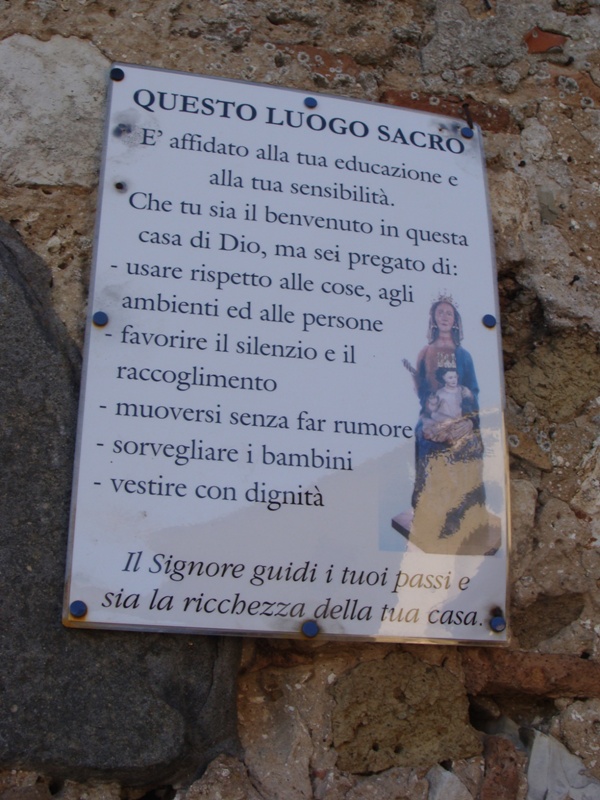 QUESTO LUOGO SACRO
E' affidato alla tua educazione e
alla tua sensibilità.
Che tu sia il benvenuto in questa
casa di Dio, ma sei pregato di:
- usare rispetto alle cose, agli
ambienti ed alle persone
- favorire il silenzio e il
raccoglimento
- muoversi senza far rumore
- sorvegliare i bambini
- vestire con dignità
Il Signore guidi i tuoi passi e
sia la ricchezza della tua casa.